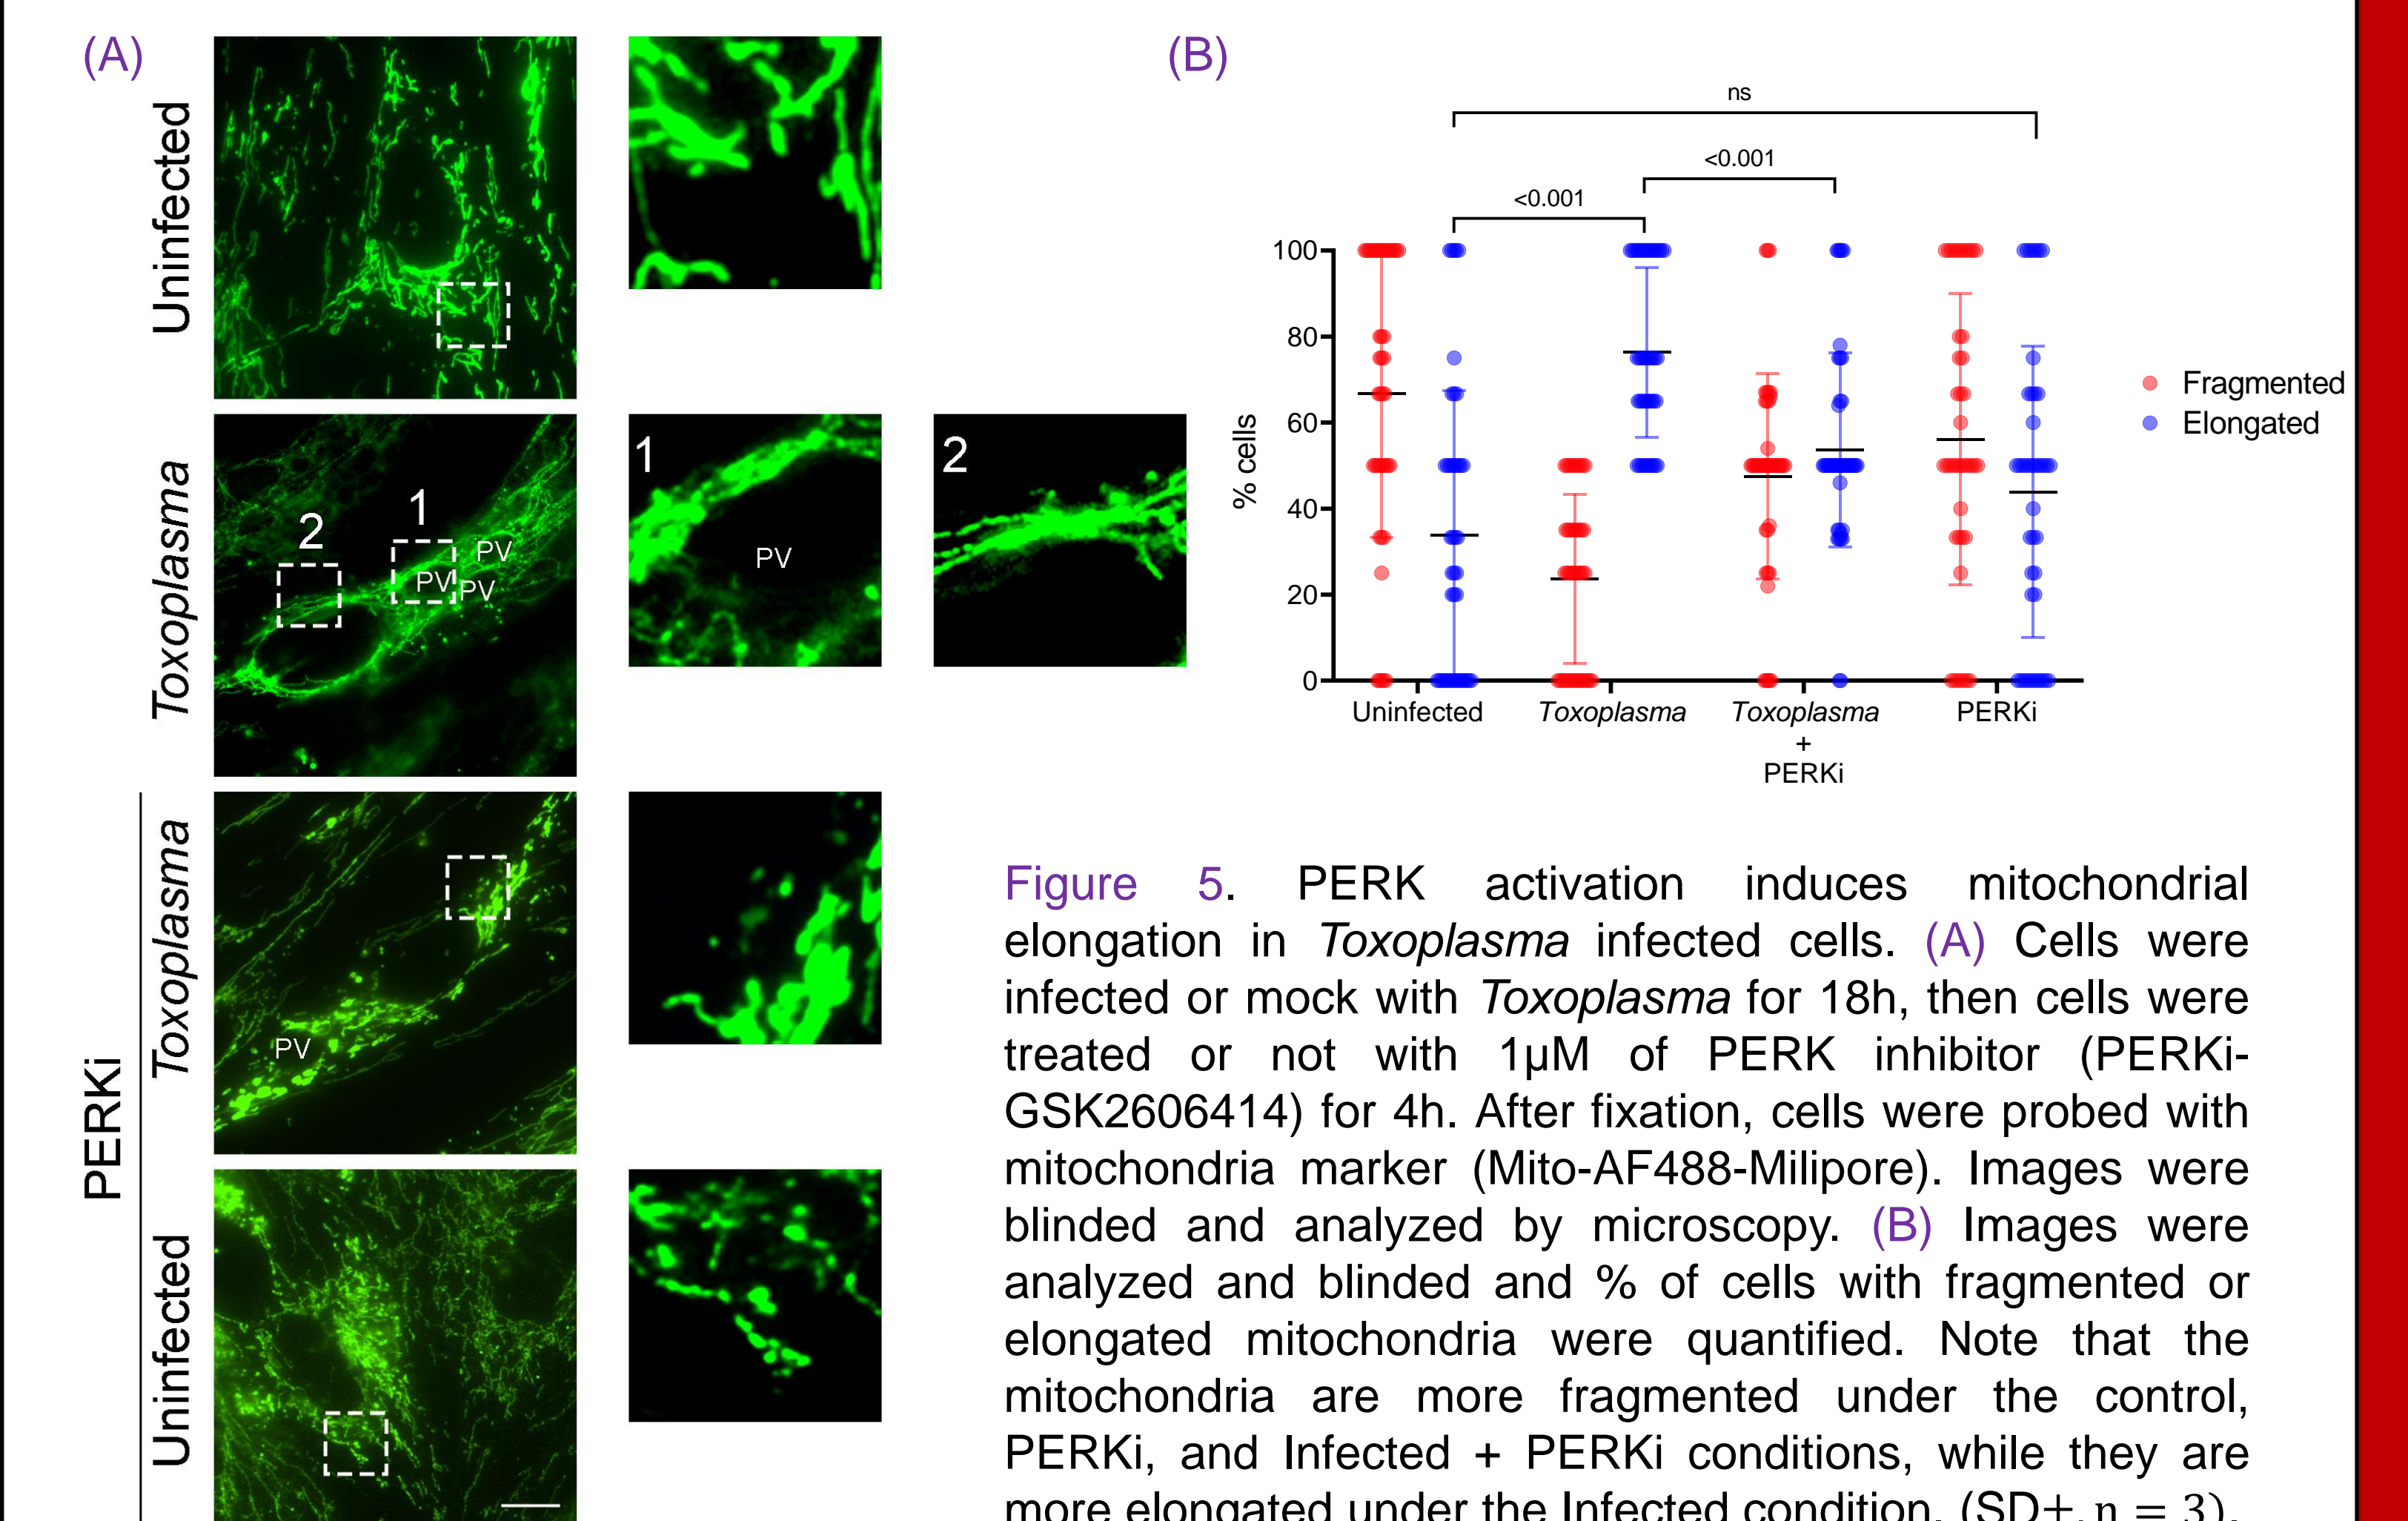 (A)
Uninfected
Toxoplasma
2
1
PV
PV
PV
1
PV
2
PERKi
Toxoplasma
PV
Uninfected
(B)
ns
<0.001
<0.001
100
80
60
40
20
0
% cells
Uninfected
Toxoplasma
Toxoplasma
+
PERKi
PERKi
Fragmented
Elongated
Figure 5. PERK activation induces mitochondrial
elongation in Toxoplasma infected cells. (A) Cells were
infected or mock with Toxoplasma for 18h, then cells were
treated or not with 1µM of PERK inhibitor (PERKi-
GSK2606414) for 4h. After fixation, cells were probed with
mitochondria marker (Mito-AF488-Milipore). Images were
blinded and analyzed by microscopy. (B) Images were
analyzed and blinded and % of cells with fragmented or
elongated mitochondria were quantified. Note that the
mitochondria are more fragmented under the control,
PERKi, and Infected + PERKi conditions, while they are
more elongated under the Infected condition. (SD±, n = 3).